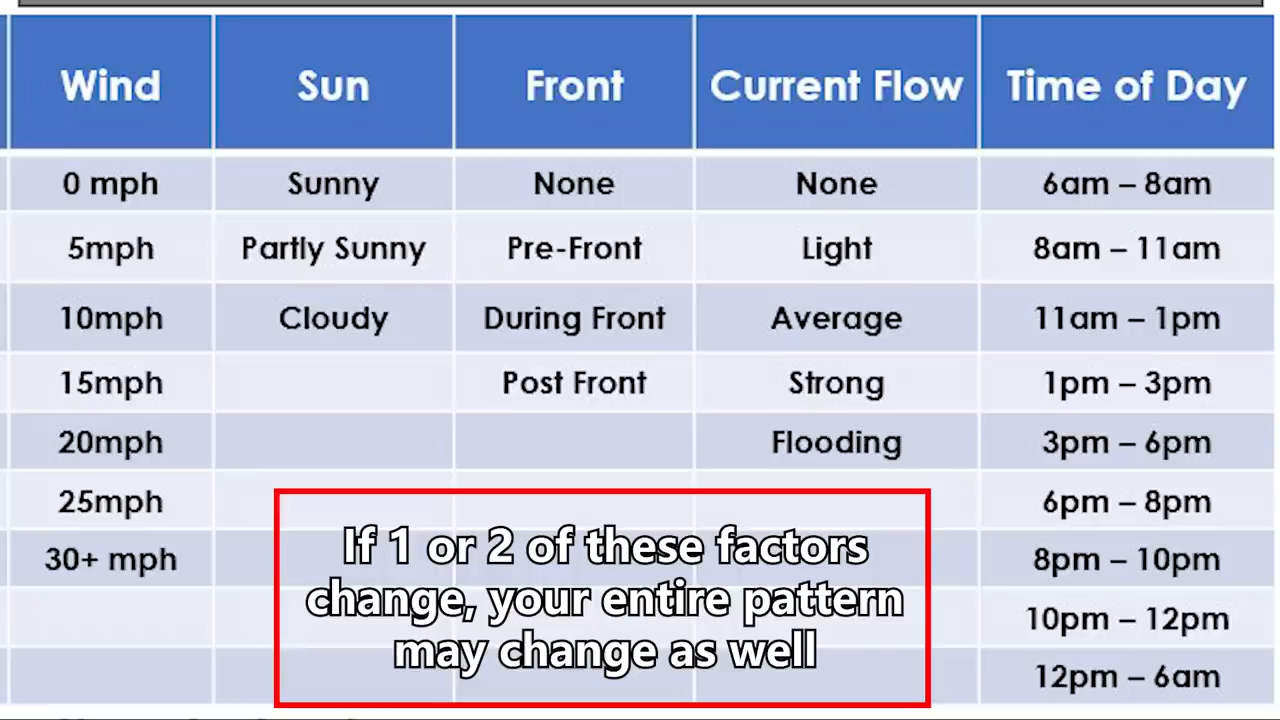 Wind Sun Front Current Flow Time of Day
0 mph Sunny None None 6am – 8am
5mph Partly Sunny Pre-Front Light 8am – 11am
10mph Cloudy During Front Average 11am – 1pm
15mph Post Front Strong 1pm – 3pm
20mph Flooding 3pm – 6pm
25mph 6pm – 8pm
30+ mph 8pm – 10pm
10pm – 12pm
12pm – 6am
If 1 or 2 of these factors
change, your entire pattern
may change as well